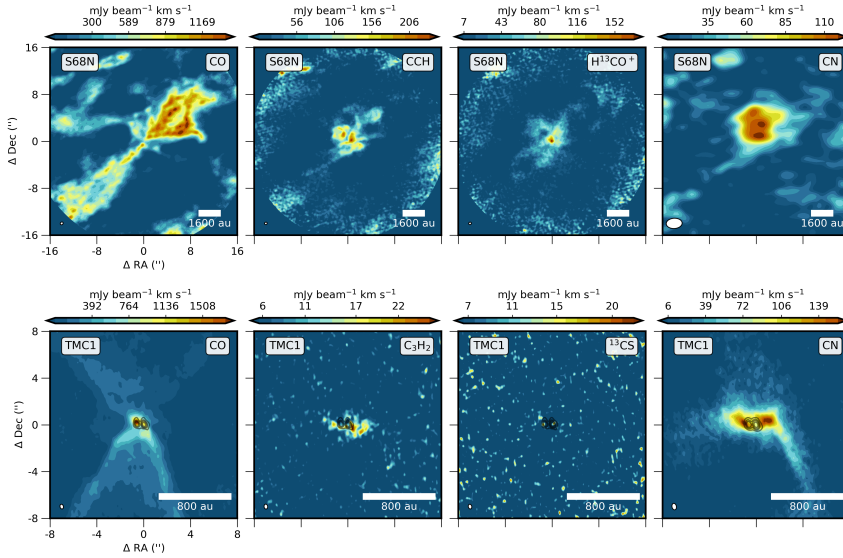 mJy beam⁻¹ km s⁻¹ mJy beam⁻¹ km s⁻¹ mJy beam⁻¹ km s⁻¹ mJy beam⁻¹ km s⁻¹
300 589 879 1169 56 106 156 206 7 43 80 116 152 35 60 85 110
16 S68N CO S68N CCH S68N H¹³CO⁺ S68N CN
8
Δ Dec ('')
0
-8
1600 au 1600 au 1600 au 1600 au
-16
-16 -8 0 8 16
Δ RA ('')
mJy beam⁻¹ km s⁻¹ mJy beam⁻¹ km s⁻¹ mJy beam⁻¹ km s⁻¹ mJy beam⁻¹ km s⁻¹
392 764 1136 1508 6 11 17 22 7 11 15 20 6 39 72 106 139
8 TMC1 CO TMC1 C₃H₂ TMC1 ¹³CS TMC1 CN
4
Δ Dec ('')
0
-4
800 au 800 au 800 au 800 au
-8
-8 -4 0 4 8
Δ RA ('')